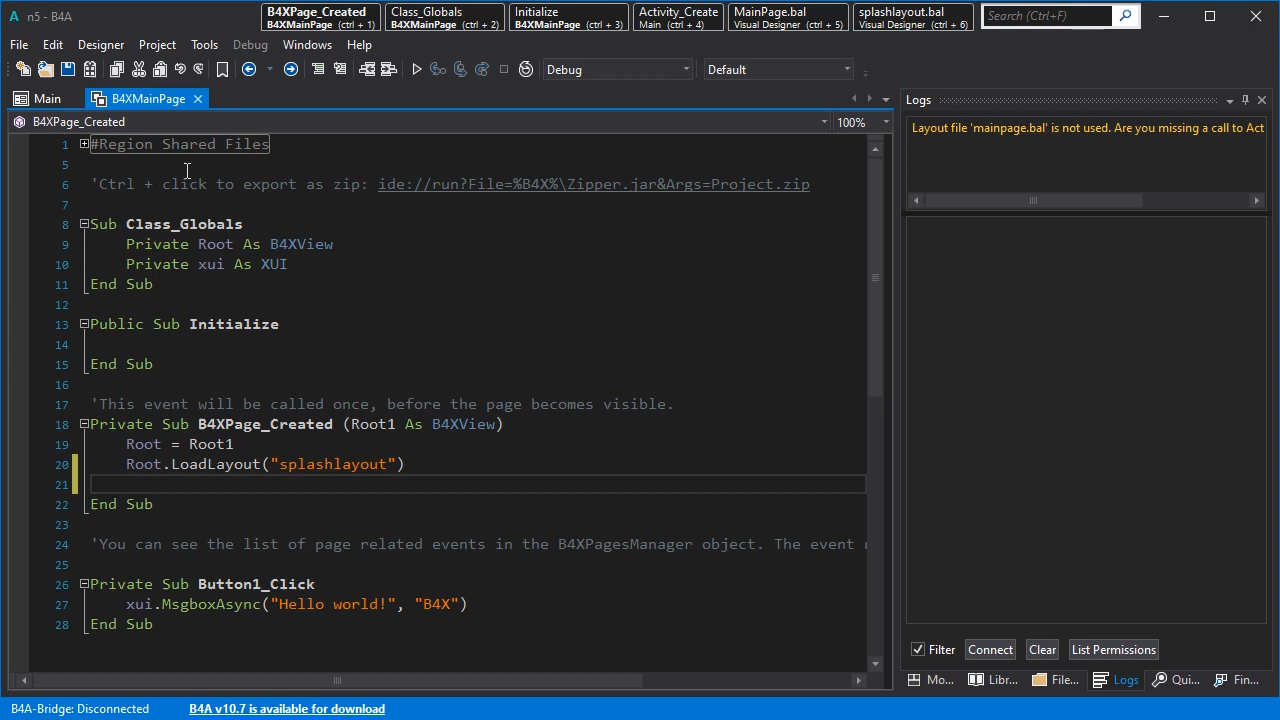 n5 - B4A
B4XPage_Created
B4XMainPage (ctrl + 1)
Class_Globals
B4XMainPage (ctrl + 2)
Initialize
B4XMainPage (ctrl + 3)
Activity_Create
Main (ctrl + 4)
MainPage.bal
Visual Designer (ctrl + 5)
splashlayout.bal
Visual Designer (ctrl + 6)
Search (Ctrl+F)
File Edit Designer Project Tools Debug Windows Help
Debug
Default
Main
B4XMainPage
B4XPage_Created
100%
1 #Region Shared Files
5
6 'Ctrl + click to export as zip: ide://run?File=%B4X%\Zipper.jar&Args=Project.zip
7
8 Sub Class_Globals
9 Private Root As B4XView
10 Private xui As XUI
11 End Sub
12
13 Public Sub Initialize
14
15 End Sub
16
17 'This event will be called once, before the page becomes visible.
18 Private Sub B4XPage_Created (Root1 As B4XView)
19 Root = Root1
20 Root.LoadLayout("splashlayout")
21
22 End Sub
23
24 'You can see the list of page related events in the B4XPagesManager object. The event
25
26 Private Sub Button1_Click
27 xui.MsgboxAsync("Hello world!", "B4X")
28 End Sub
Logs
Layout file 'mainpage.bal' is not used. Are you missing a call to Act
Filter
Connect
Clear
List Permissions
Mo...
Libr...
File...
Logs
Qui...
Fin...
B4A-Bridge: Disconnected
B4A v10.7 is available for download